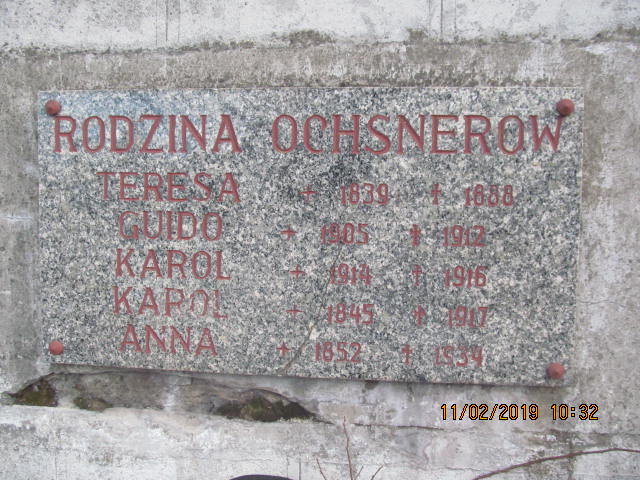 RODZINA OCHSNERÓW
TERESA + 1839 † 1888
GUIDO + 1905 † 1912
KAROL + 1914 † 1916
KAROL + 1845 † 1917
ANNA + 1852 † 1934
11/02/2019 10:32